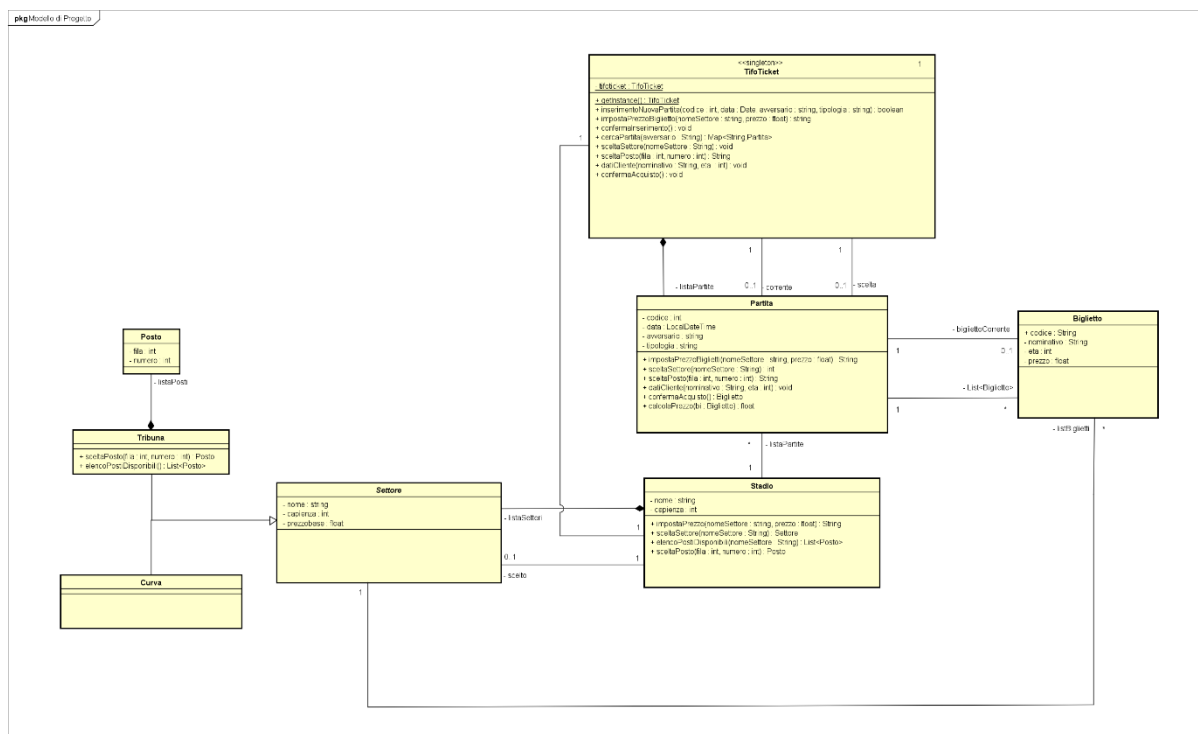 pkg Modello di Progetto
<<singleton>>
1
TifoTicket
- tifoticket : TifoTicket
+ getInstance() : TifoTicket
+ inserimentoNuovaPartita(codice : int, data : Date, avversario : string, tipologia : string) : boolean
+ impostaPrezzoBiglietto(nomeSettore : string, prezzo : float) : string
+ confermaInserimento() : void
+ cercaPartita(avversario : String) : Map<String,Partita>
+ sceltaSettore(nomeSettore : String) : void
+ sceltaPosto(fila : int, numero : int) : String
+ datiCliente(nominativo : String, eta : int) : void
+ confermaAcquisto() : void
1
1
1
- listaPartite
0..1
- corrente
0..1
- scelta
Partita
- codice : int
- data : LocalDateTime
- avversario : string
- tipologia : string
+ impostaPrezzoBiglietti(nomeSettore : string, prezzo : float) : String
+ sceltaSettore(nomeSettore : String) : int
+ sceltaPosto(fila : int, numero : int) : String
+ datiCliente(nominativo : String, eta : int) : void
+ confermaAcquisto() : Biglietto
+ calcolaPrezzo(bi : Biglietto) : float
- bigliettoCorrente
1
0..1
- List<Biglietto>
1
*
Biglietto
+ codice : String
- nominativo : String
eta : int
prezzo : float
- listBiglietti
*
Posto
fila : int
- numero : int
- listaPosti
Tribuna
+ sceltaPosto(fila : int, numero : int) : Posto
+ elencoPostiDisponibili() : List<Posto>
Curva
Settore
- nome : string
- capienza : int
- prezzobase : float
1
- listaSettori
1
0..1
1
- scelto
*
- listaPartite
1
Stadio
- nome : string
capienza : int
+ impostaPrezzo(nomeSettore : string, prezzo : float) : String
+ sceltaSettore(nomeSettore : String) : Settore
+ elencoPostiDisponibili(nomeSettore : String) : List<Posto>
+ sceltaPosto(fila : int, numero : int) : Posto